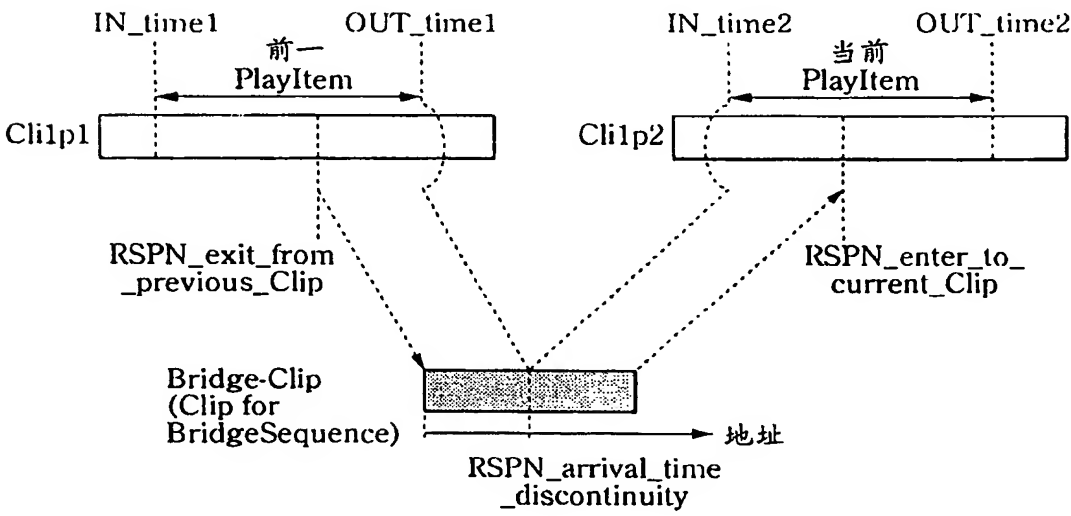 IN_time1 OUT_time1 IN_time2 OUT_time2
前一 当前
PlayItem PlayItem
Cli1p1 Cli1p2
RSPN_exit_from
_previous_Clip
RSPN_enter_to_
current_Clip
Bridge-Clip
(Clip for
BridgeSequence)
地址
RSPN_arrival_time
_discontinuity